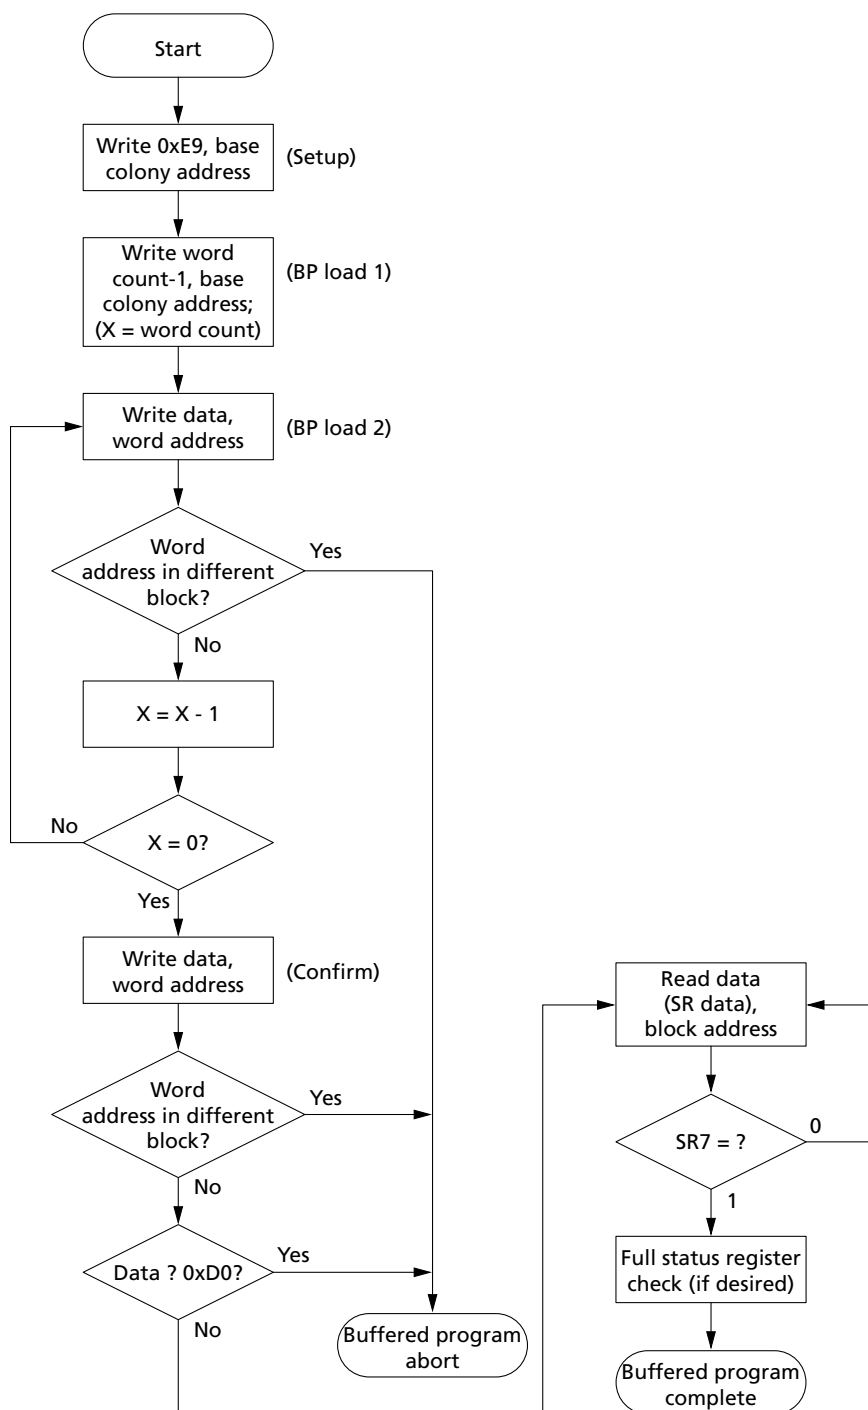 Start
Write 0xE9, base
colony address
(Setup)
Write word
count-1, base
colony address;
(X = word count)
(BP load 1)
Write data,
word address
(BP load 2)
Word
address in different
block?
Yes
No
X = X - 1
X = 0?
No
Yes
Write data,
word address
(Confirm)
Word
address in different
block?
Yes
No
Data ? 0xD0?
Yes
No
Buffered program
abort
Read data
(SR data),
block address
SR7 = ?
0
1
Full status register
check (if desired)
Buffered program
complete